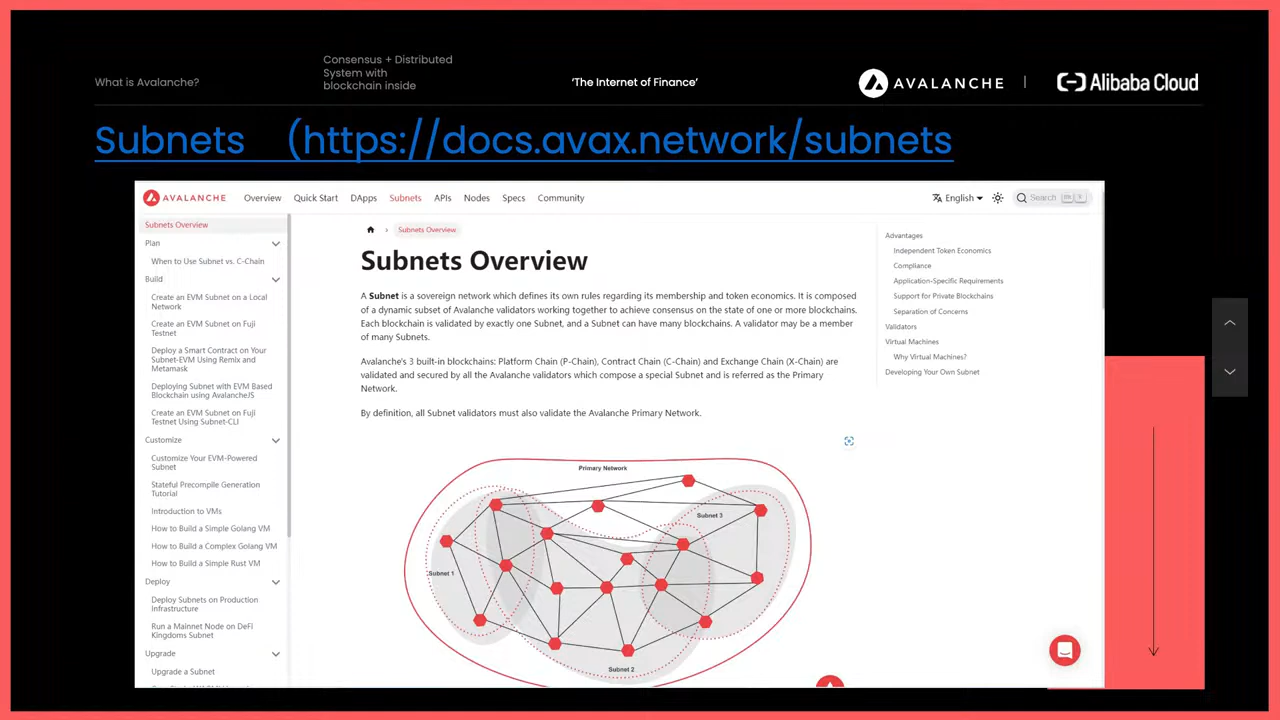 What is Avalanche?
Consensus + Distributed
System with
blockchain inside
‘The Internet of Finance’
AVALANCHE
Alibaba Cloud
Subnets (https://docs.avax.network/subnets
AVALANCHE
Overview
Quick Start
DApps
Subnets
APIs
Nodes
Specs
Community
English
Search
Subnets Overview
Plan
When to Use Subnet vs. C-Chain
Build
Create an EVM Subnet on a Local
Network
Create an EVM Subnet on Fuji
Testnet
Deploy a Smart Contract on Your
Subnet-EVM Using Remix and
Metamask
Deploying Subnet with EVM Based
Blockchain using AvalancheJS
Create an EVM Subnet on Fuji
Testnet Using Subnet-CLI
Customize
Customize Your EVM-Powered
Subnet
Stateful Precompile Generation
Tutorial
Introduction to VMs
How to Build a Simple Golang VM
How to Build a Complex Golang VM
How to Build a Simple Rust VM
Deploy
Deploy Subnets on Production
Infrastructure
Run a Mainnet Node on DeFi
Kingdoms Subnet
Upgrade
Upgrade a Subnet
Subnets Overview
Subnets Overview
A Subnet is a sovereign network which defines its own rules regarding its membership and token economics. It is composed
of a dynamic subset of Avalanche validators working together to achieve consensus on the state of one or more blockchains.
Each blockchain is validated by exactly one Subnet, and a Subnet can have many blockchains. A validator may be a member
of many Subnets.
Avalanche's 3 built-in blockchains: Platform Chain (P-Chain), Contract Chain (C-Chain) and Exchange Chain (X-Chain) are
validated and secured by all the Avalanche validators which compose a special Subnet and is referred as the Primary
Network.
By definition, all Subnet validators must also validate the Avalanche Primary Network.
Primary Network
Subnet 3
Subnet 1
Subnet 2
Advantages
Independent Token Economics
Compliance
Application-Specific Requirements
Support for Private Blockchains
Separation of Concerns
Validators
Virtual Machines
Why Virtual Machines?
Developing Your Own Subnet